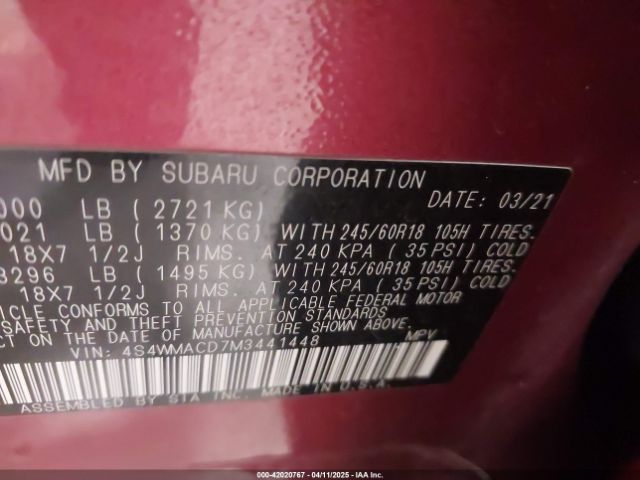 MFD BY SUBARU CORPORATION
DATE: 03/21
000 LB ( 2721 KG)
021 LB ( 1370 KG) WITH 245/60R18 105H TIRES.
18X7 1/2J RIMS. AT 240 KPA ( 35 PSI) COLD
3296 LB ( 1495 KG) WITH 245/60R18 105H TIRES.
18X7 1/2J RIMS. AT 240 KPA ( 35 PSI) COLD
ICLE CONFORMS TO ALL APPLICABLE FEDERAL MOTOR
SAFETY THEFT PREVENTION STANDARDS
DATE OF MANUFACTURE SHOWN ABOVE.
VIN: 4S4WMACD7M3441448 MPV
ASSEMBLED BY SIA INC. MADE IN U.S.A
000-42020767 - 04/11/2025 - IAA Inc.